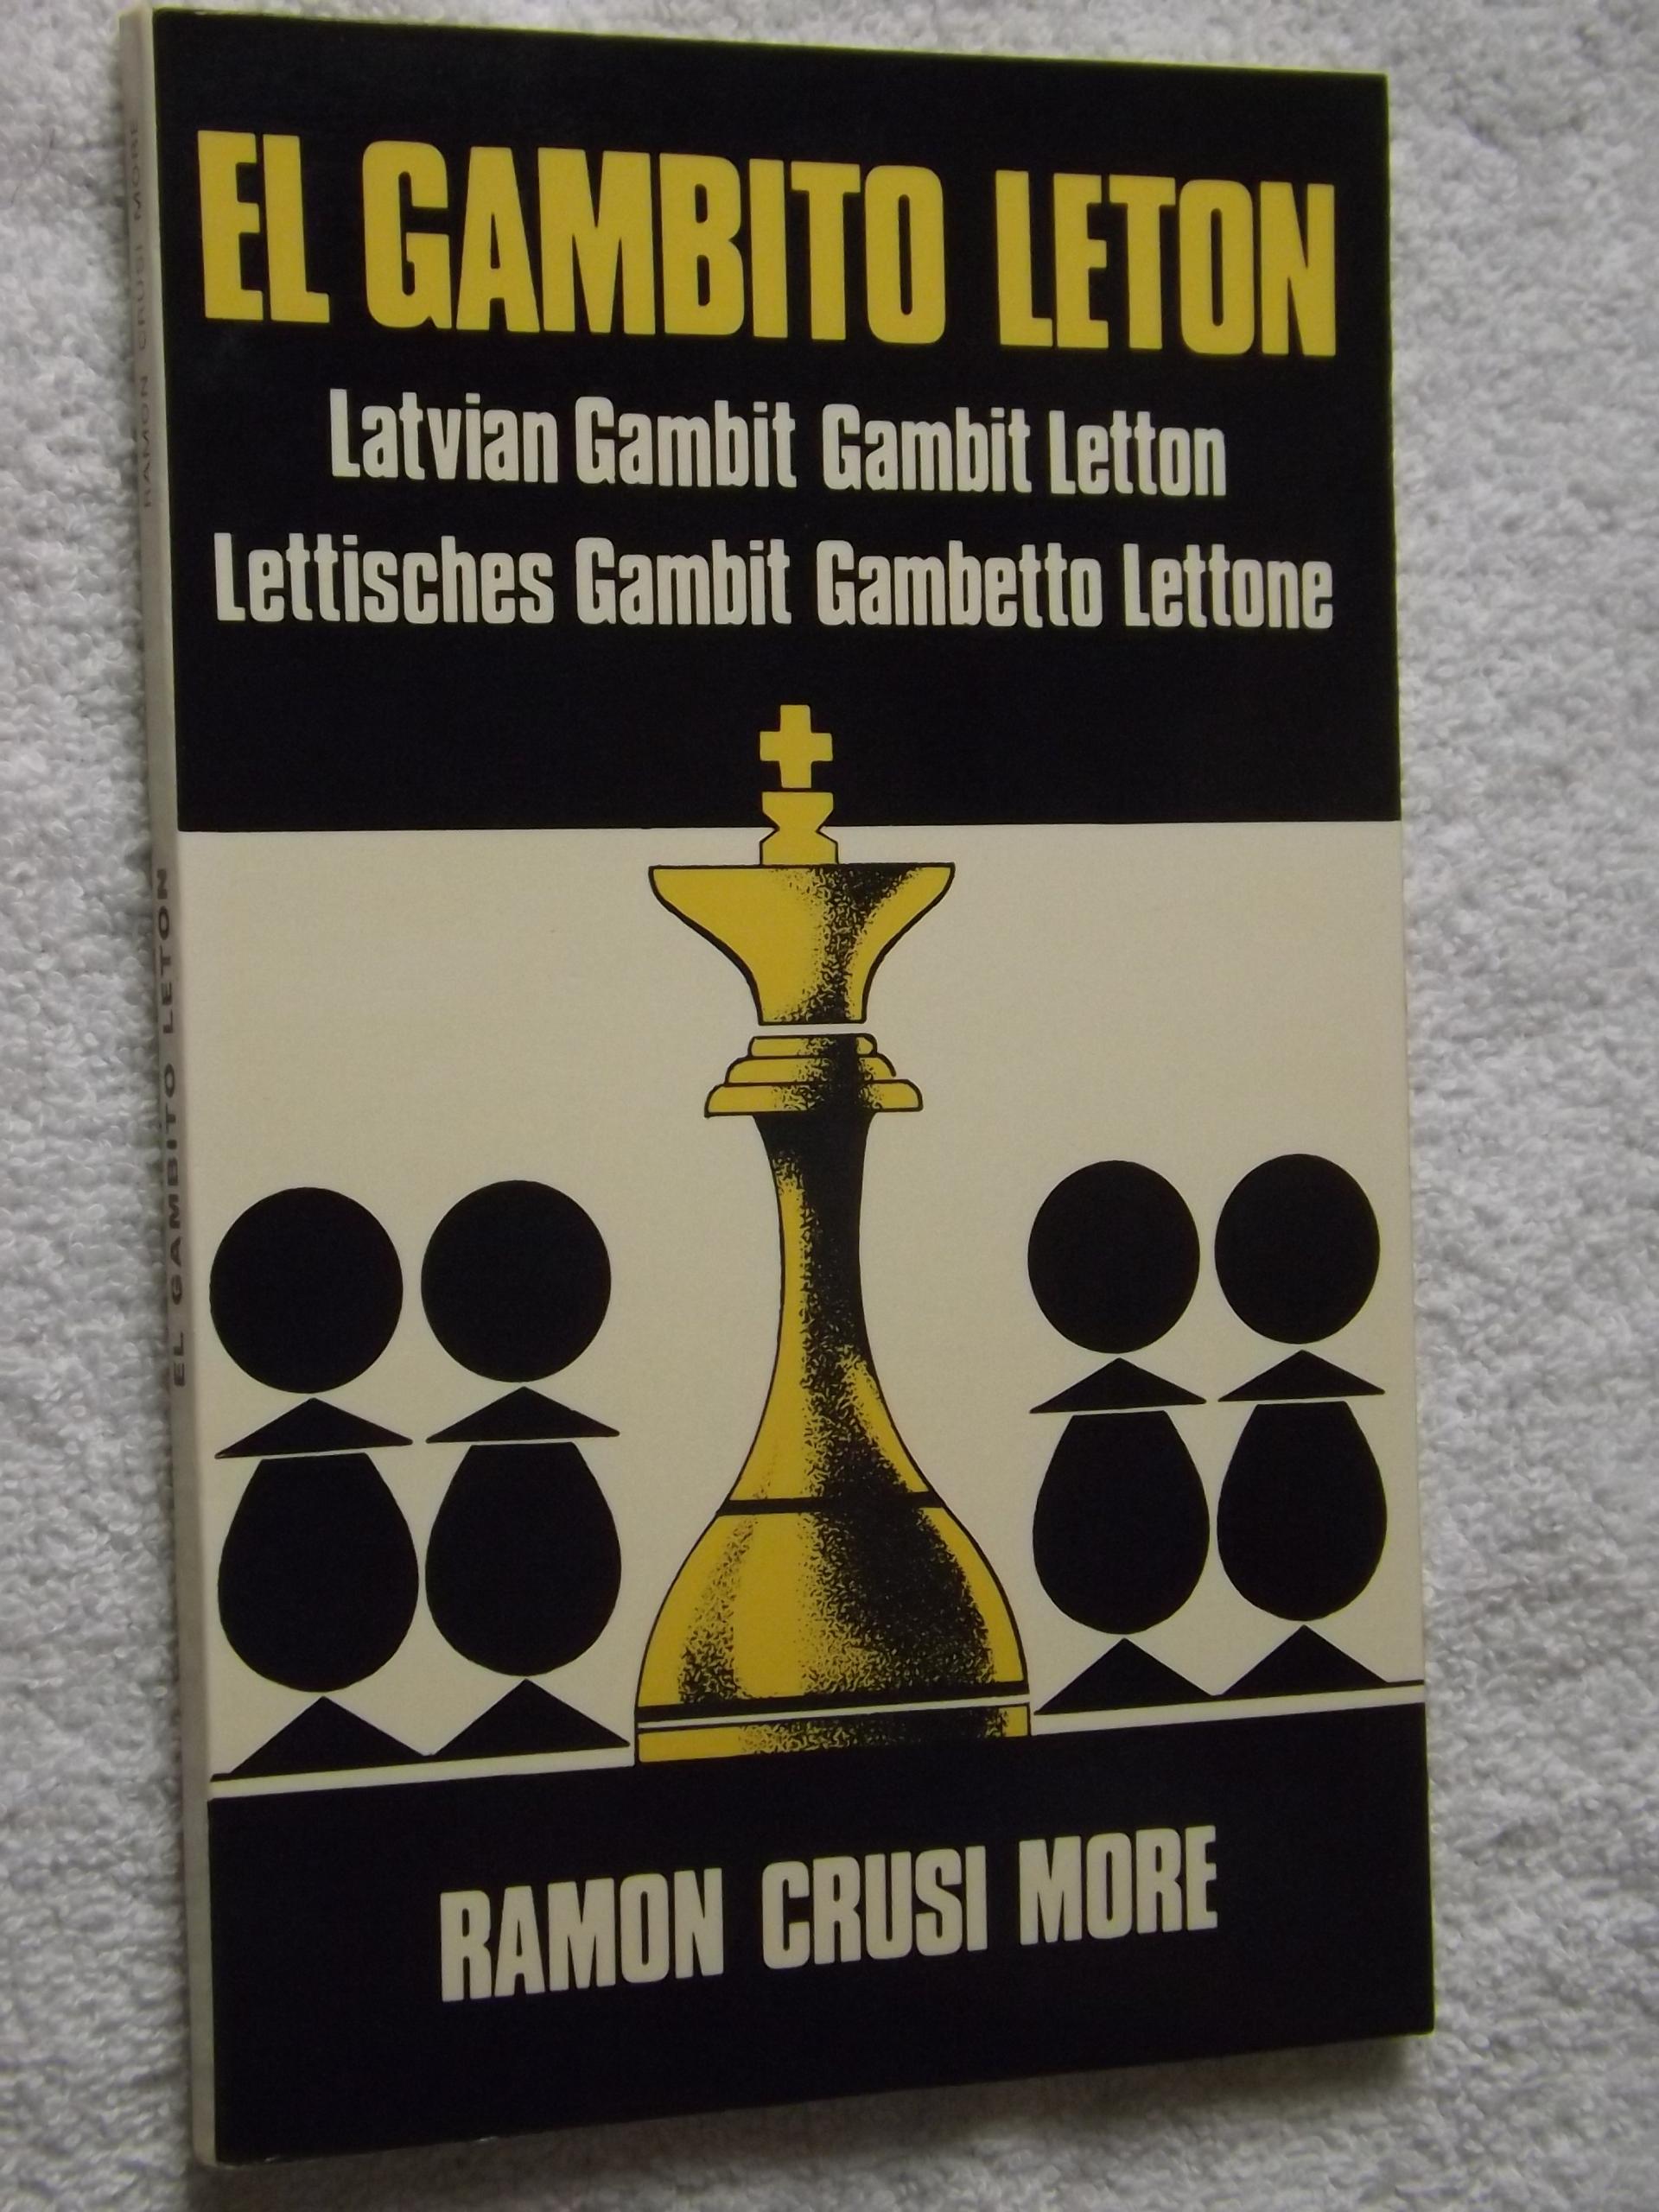 EL GAMBITO LETON
Latvian Gambit Gambit Letton
Lettisches Gambit Gambetto Lettone
RAMON CRUSI MORE
RAMON CRUSI MORE
EL GAMBITO LETON